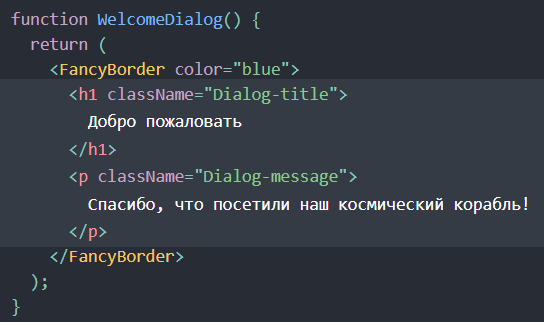 function WelcomeDialog() {
  return (
    <FancyBorder color="blue">
      <h1 className="Dialog-title">
        Добро пожаловать
      </h1>
      <p className="Dialog-message">
        Спасибо, что посетили наш космический корабль!
      </p>
    </FancyBorder>
  );
}